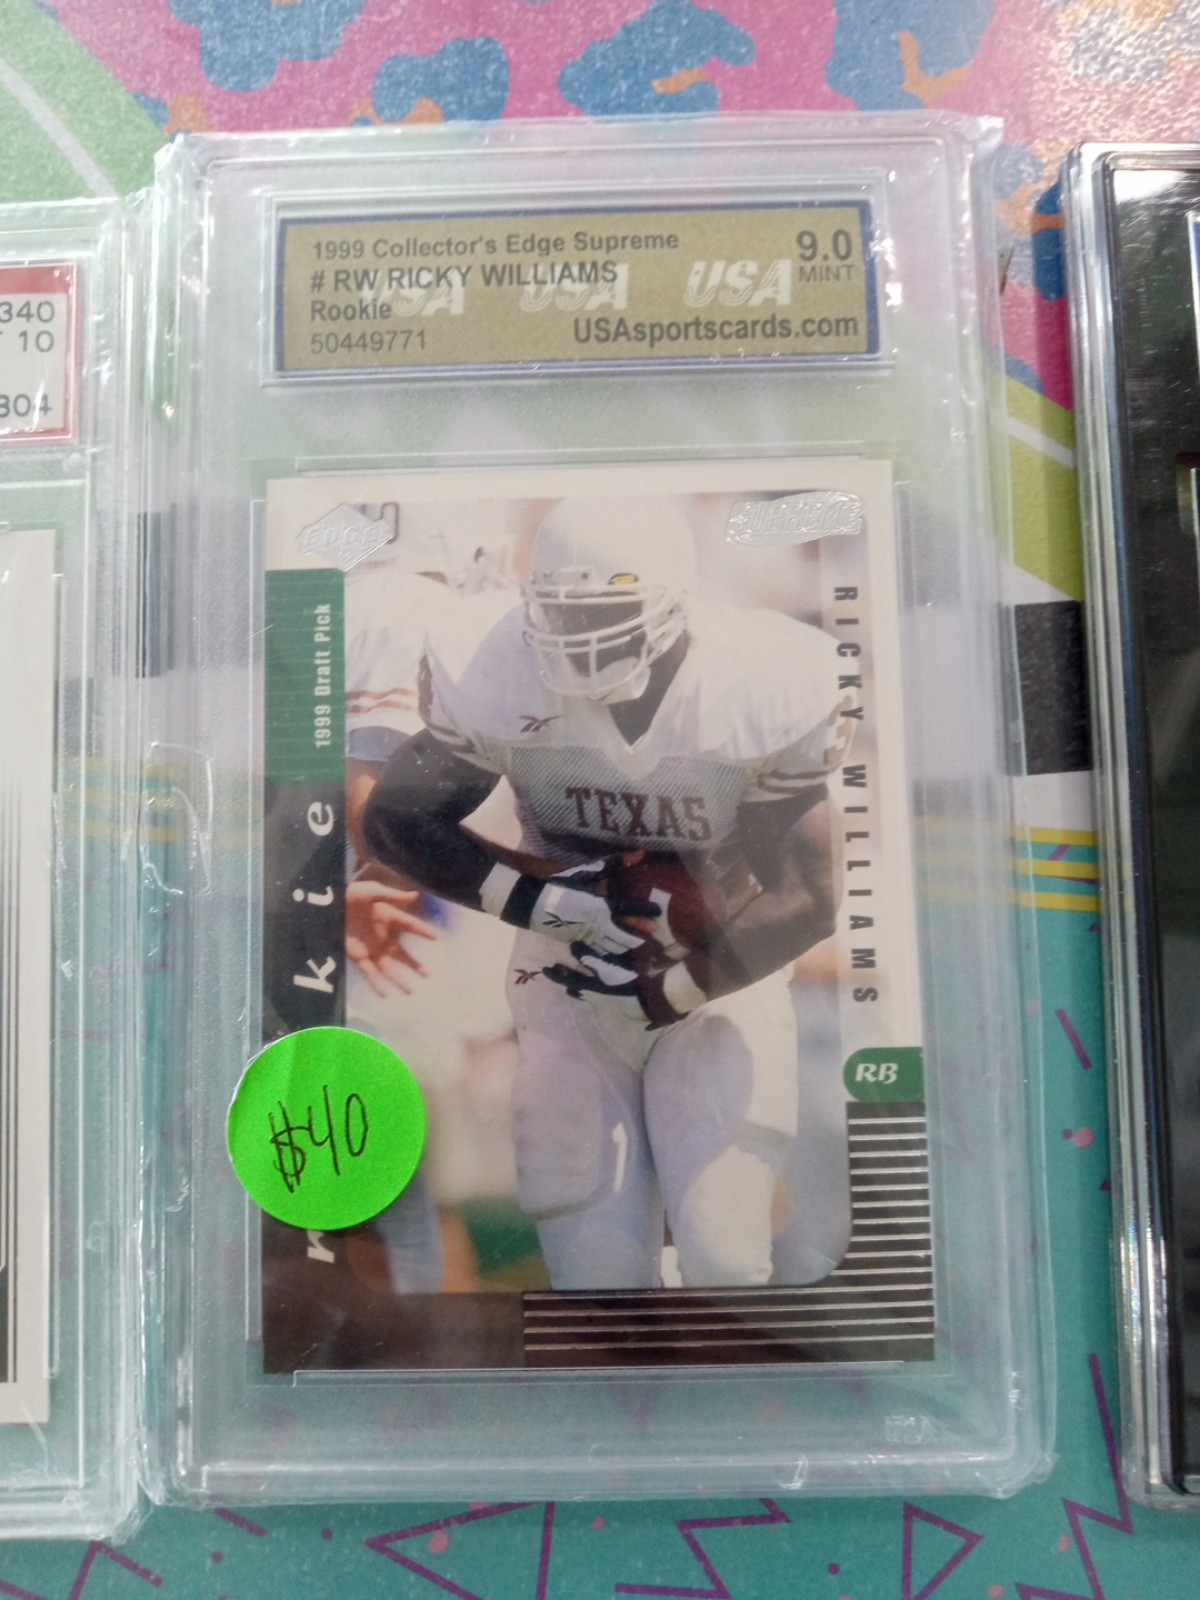 1999 Collector's Edge Supreme
9.0
# RW RICKY WILLIAMS
MINT
USA USA USA
Rookie
50449771
USAsportscards.com
340
10
304
EDGE
SUPREME
1999 Draft Pick
RICKY WILLIAMS
TEXAS
kie
$40
RB